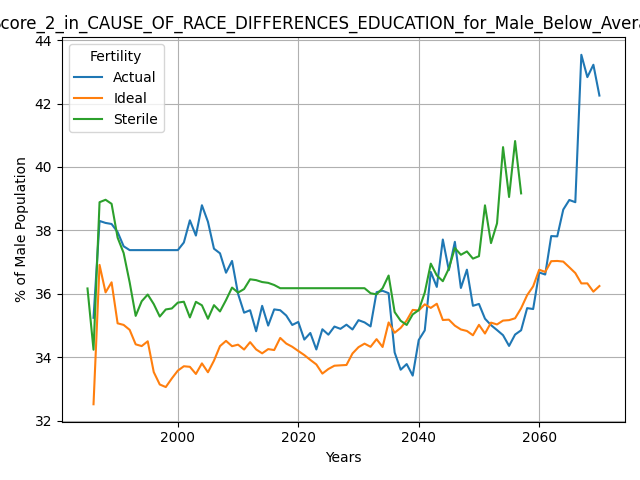 core_2_in_CAUSE_OF_RACE_DIFFERENCES_EDUCATION_for_Male_Below_Avera
Fertility
Actual
Ideal
Sterile
% of Male Population
44
42
40
38
36
34
32
2000
2020
2040
2060
Years